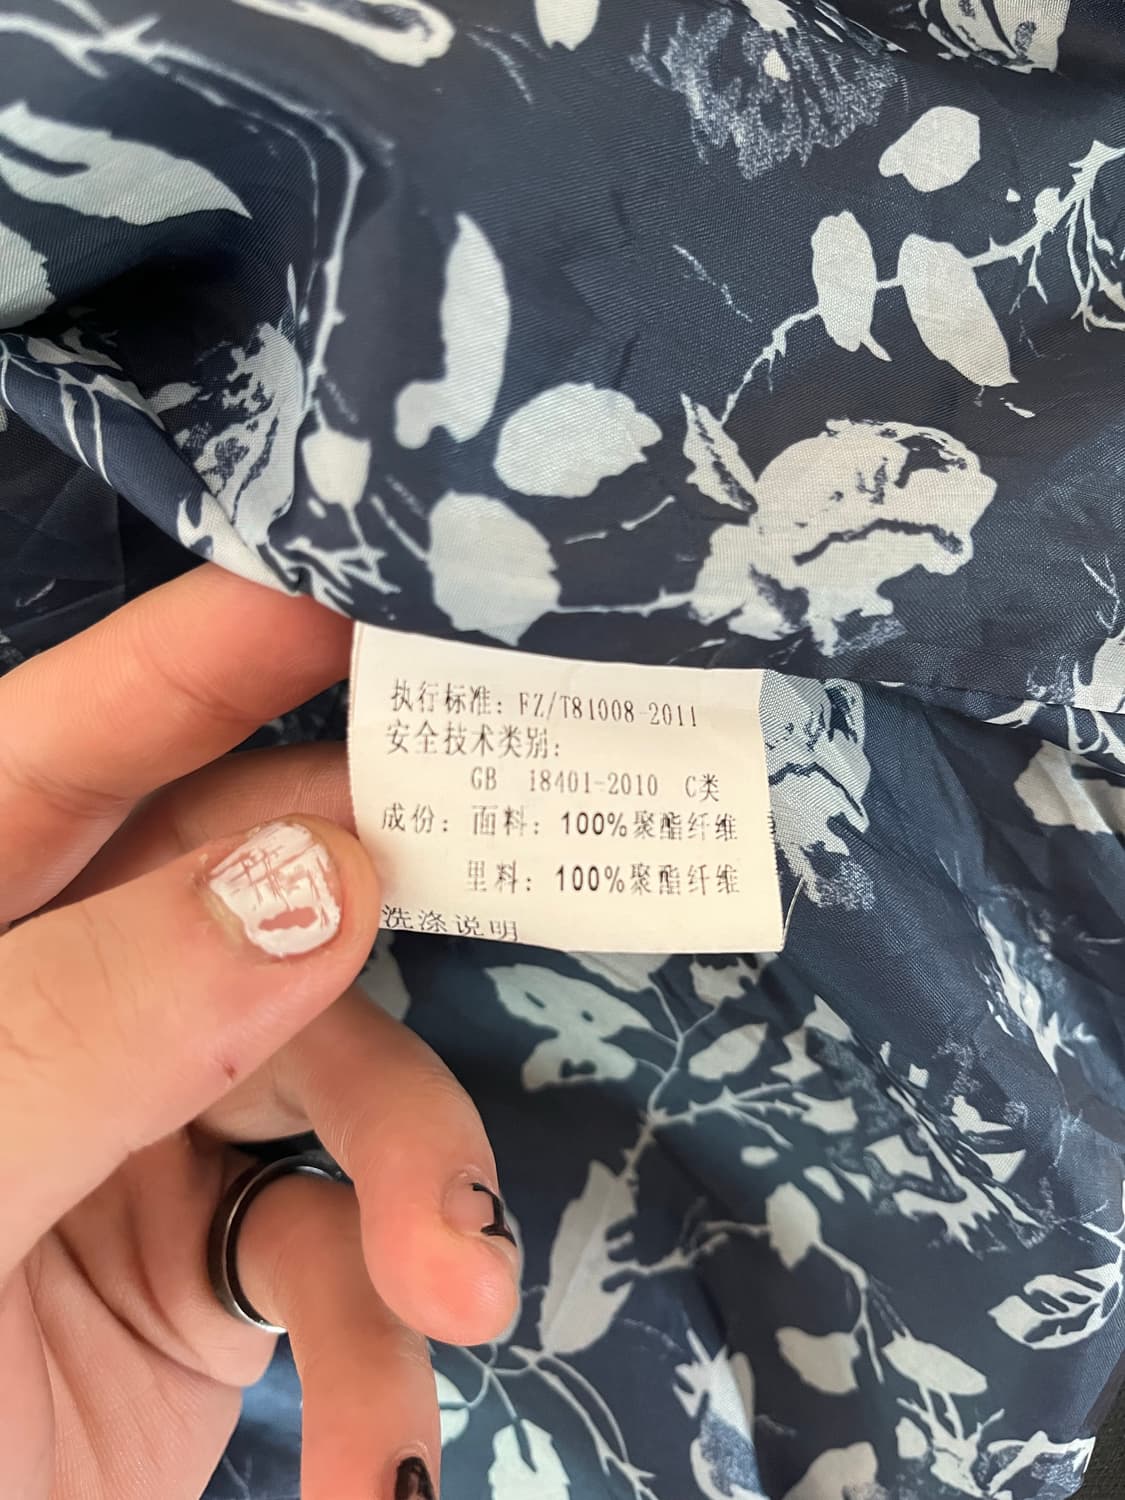 执行标准：FZ/T81008-2011
安全技术类别：
GB 18401-2010 C类
成份：面料：100%聚酯纤维
里料：100%聚酯纤维
洗涤说明